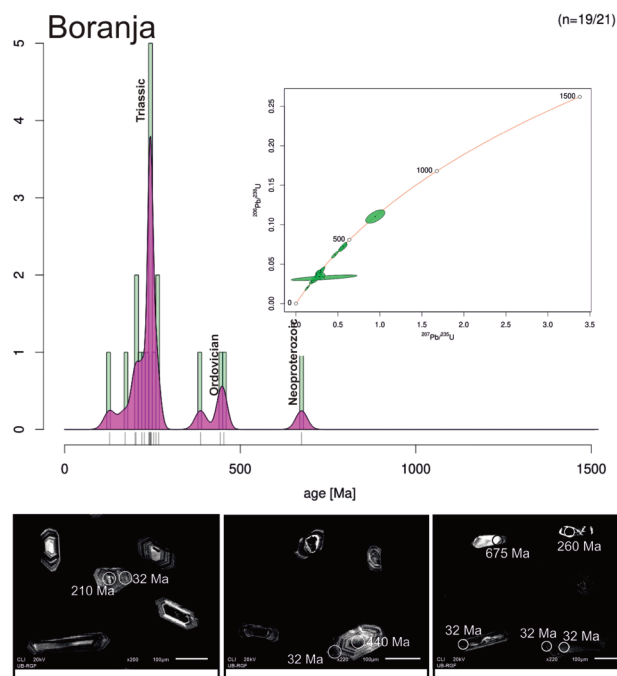 Boranja
(n=19/21)
5
4
3
2
1
0
Triassic
Ordovician
Neoproterozoic
0.25
0.20
0.15
0.10
0.05
0.00
²⁰⁶Pb/²³⁸U
1500
1000
500
0
0.5
1.0
1.5
2.0
2.5
3.0
3.5
²⁰⁷Pb/²³⁵U
0
500
1000
1500
age [Ma]
210 Ma
32 Ma
CLI 20kV x200 100µm
UB-RGF
440 Ma
32 Ma
CLI 20kV x220 100µm
UB-RGF
675 Ma
260 Ma
32 Ma
32 Ma
32 Ma
CLI 20kV x220 100µm
UB-RGF